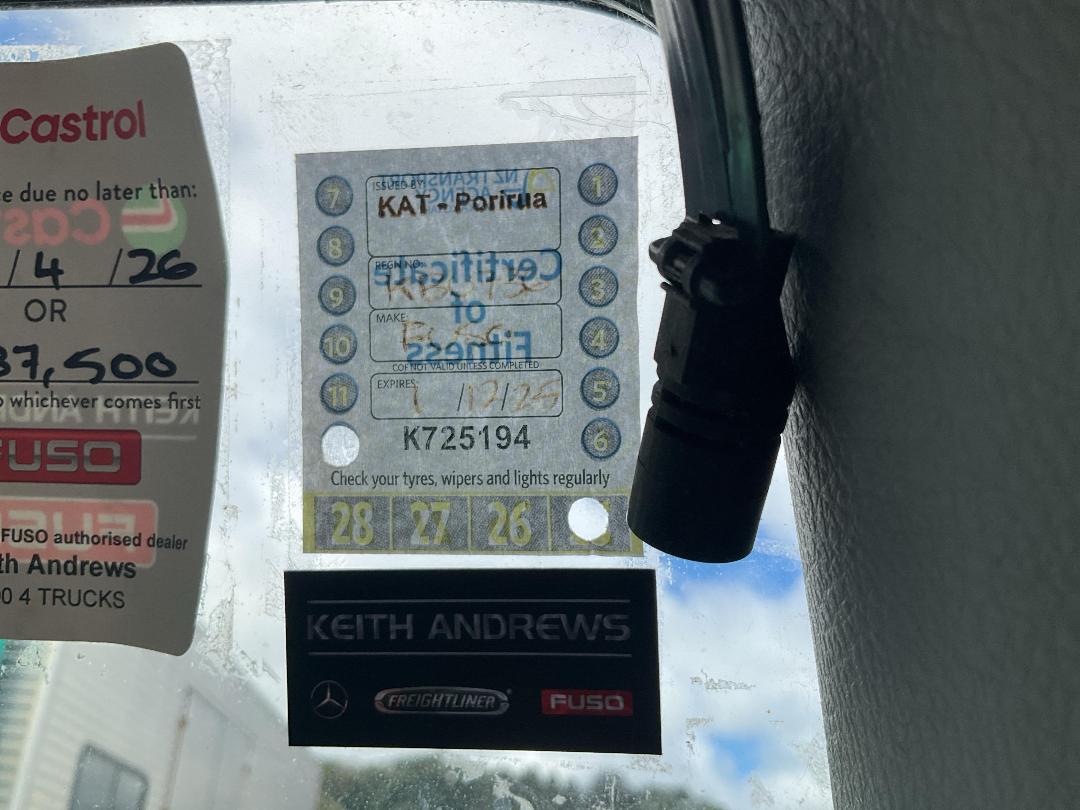 Castrol
ce due no later than:
/4 /26
OR
37,500
o whichever comes first
FUSO
FUSO authorised dealer
th Andrews
00 4 TRUCKS
NZ TRANSPORT
AGENCY
Certificate
of
Fitness
ISSUED BY:
KAT - Porirua
REGN NO:
MAKE:
COF NOT VALID UNLESS COMPLETED
EXPIRES: 1 /12/25
K725194
Check your tyres, wipers and lights regularly
7 1
8 2
9 3
10 4
11 5
6
28 27 26
KEITH ANDREWS
FREIGHTLINER
FUSO